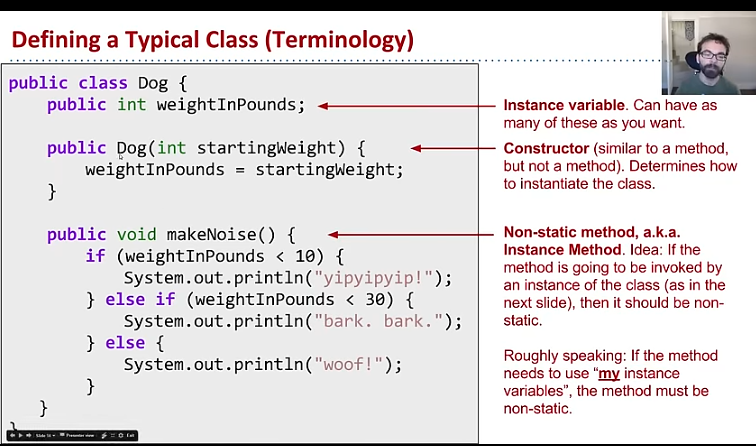 Defining a Typical Class (Terminology)
public class Dog {
public int weightInPounds;
public Dog(int startingWeight) {
weightInPounds = startingWeight;
}
public void makeNoise() {
if (weightInPounds < 10) {
System.out.println("yipyipyip!");
} else if (weightInPounds < 30) {
System.out.println("bark. bark.");
} else {
System.out.println("woof!");
}
}
}
Instance variable. Can have as
many of these as you want.
Constructor (similar to a method,
but not a method). Determines how
to instantiate the class.
Non-static method, a.k.a.
Instance Method. Idea: If the
method is going to be invoked by
an instance of the class (as in the
next slide), then it should be non-
static.
Roughly speaking: If the method
needs to use “my instance
variables”, the method must be
non-static.
Presenter view
Exit